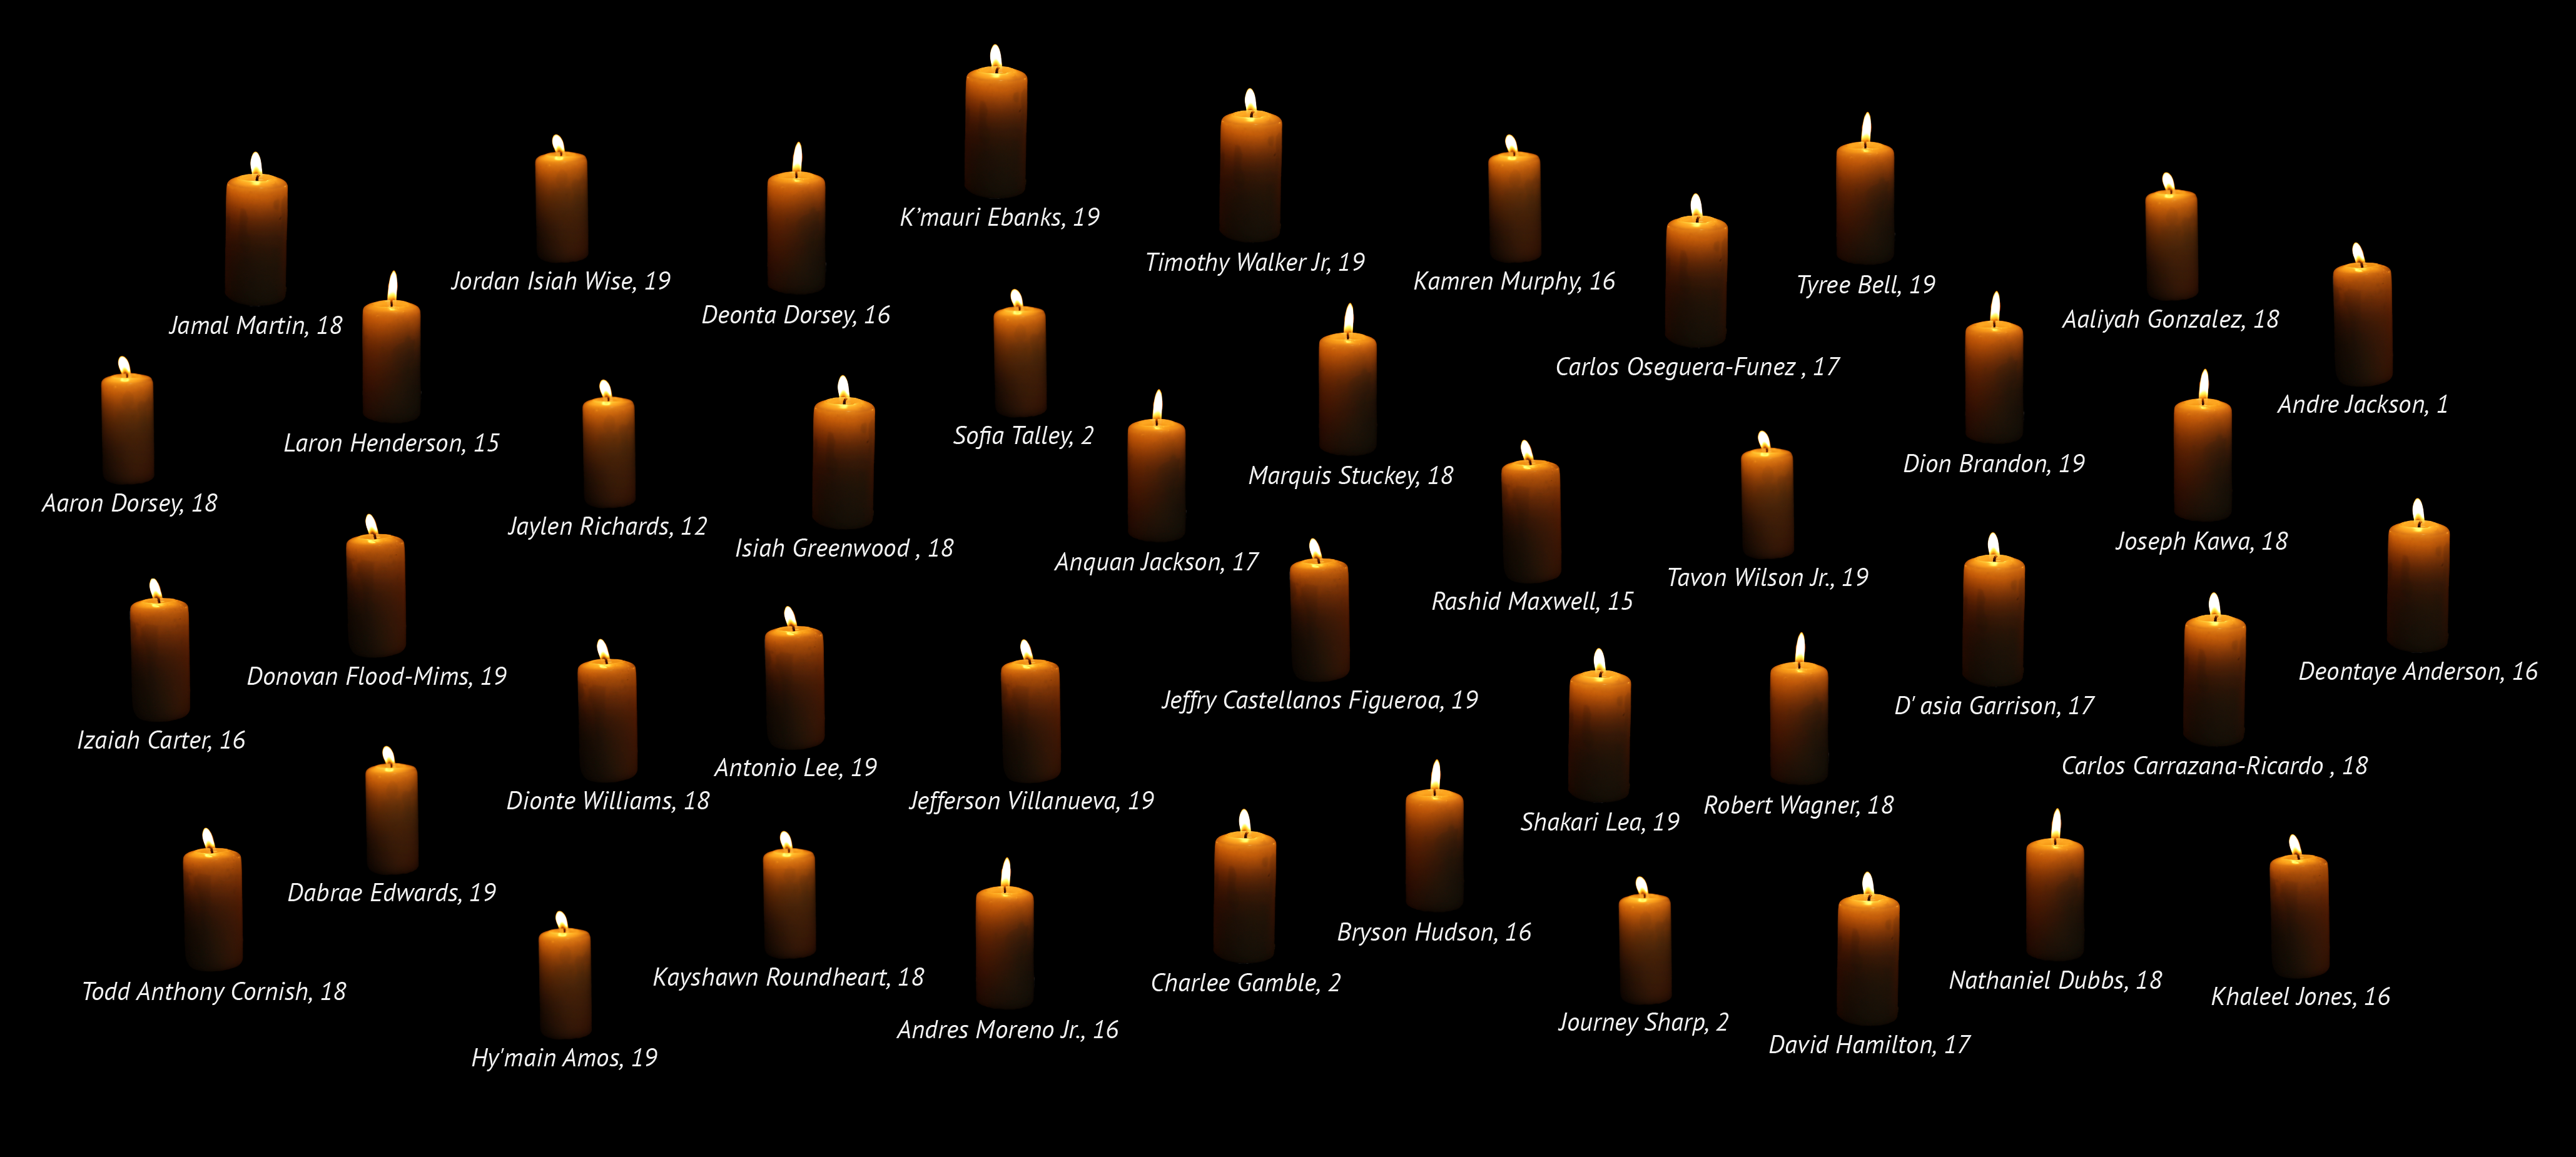 K’mauri Ebanks, 19
Timothy Walker Jr, 19
Jordan Isiah Wise, 19
Kamren Murphy, 16
Tyree Bell, 19
Jamal Martin, 18
Deonta Dorsey, 16
Aaliyah Gonzalez, 18
Carlos Oseguera-Funez , 17
Andre Jackson, 1
Laron Henderson, 15
Sofia Talley, 2
Marquis Stuckey, 18
Dion Brandon, 19
Aaron Dorsey, 18
Jaylen Richards, 12
Isiah Greenwood , 18
Anquan Jackson, 17
Joseph Kawa, 18
Rashid Maxwell, 15
Tavon Wilson Jr., 19
Donovan Flood-Mims, 19
Jeffry Castellanos Figueroa, 19
D' asia Garrison, 17
Deontaye Anderson, 16
Izaiah Carter, 16
Antonio Lee, 19
Carlos Carrazana-Ricardo , 18
Dionte Williams, 18
Jefferson Villanueva, 19
Shakari Lea, 19
Robert Wagner, 18
Dabrae Edwards, 19
Bryson Hudson, 16
Todd Anthony Cornish, 18
Kayshawn Roundheart, 18
Charlee Gamble, 2
Nathaniel Dubbs, 18
Khaleel Jones, 16
Andres Moreno Jr., 16
Journey Sharp, 2
David Hamilton, 17
Hy'main Amos, 19